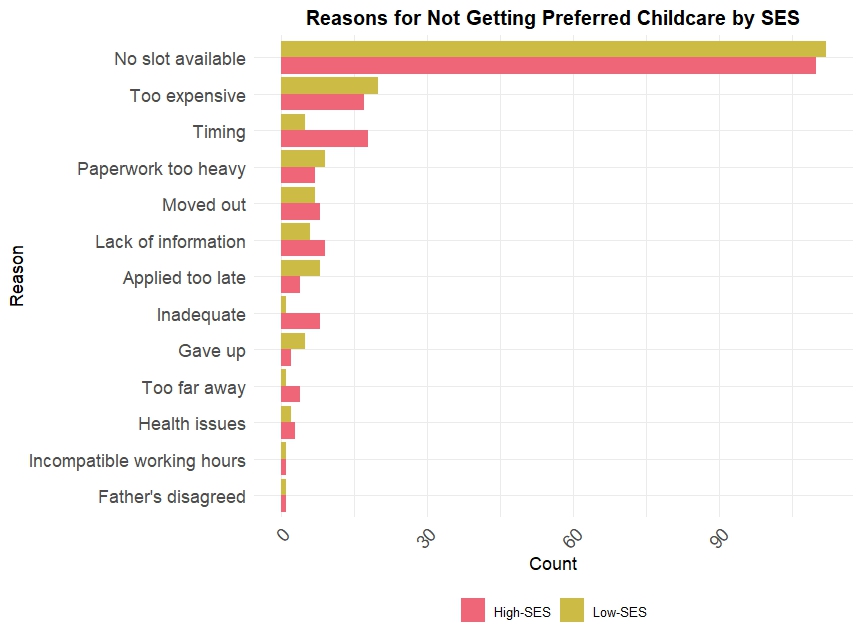 Reasons for Not Getting Preferred Childcare by SES
Reason
No slot available
Too expensive
Timing
Paperwork too heavy
Moved out
Lack of information
Applied too late
Inadequate
Gave up
Too far away
Health issues
Incompatible working hours
Father's disagreed
0 30 60 90
Count
High-SES Low-SES